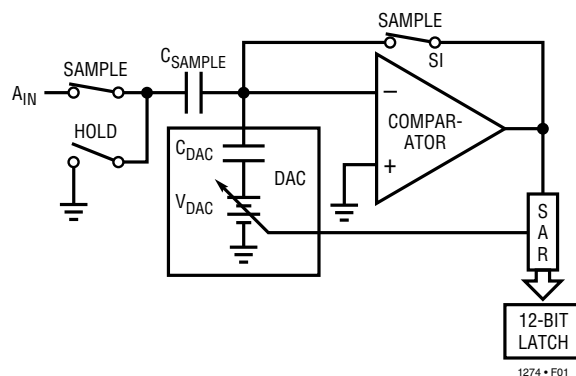 SAMPLE
SI
C_SAMPLE
SAMPLE
A_IN
HOLD
−
COMPAR-
ATOR
+
C_DAC
DAC
V_DAC
S
A
R
12-BIT
LATCH
1274 • F01